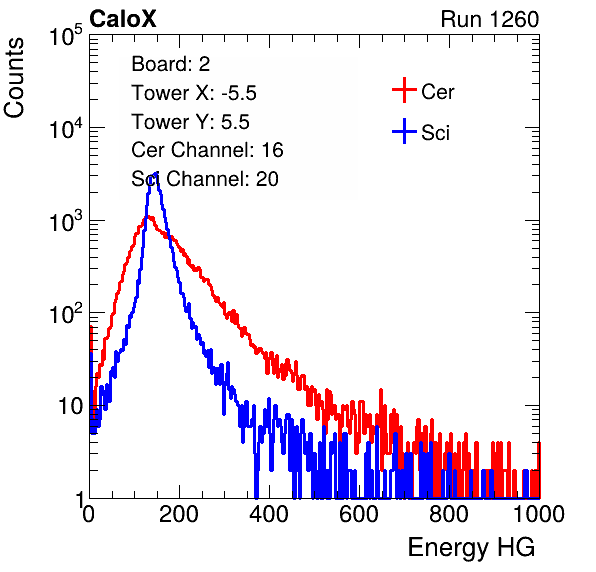 CaloX Run 1260
Counts
10^5
10^4
10^3
10^2
10
1
Board: 2
Tower X: -5.5
Tower Y: 5.5
Cer Channel: 16
Sci Channel: 20
Cer
Sci
0 200 400 600 800 1000
Energy HG